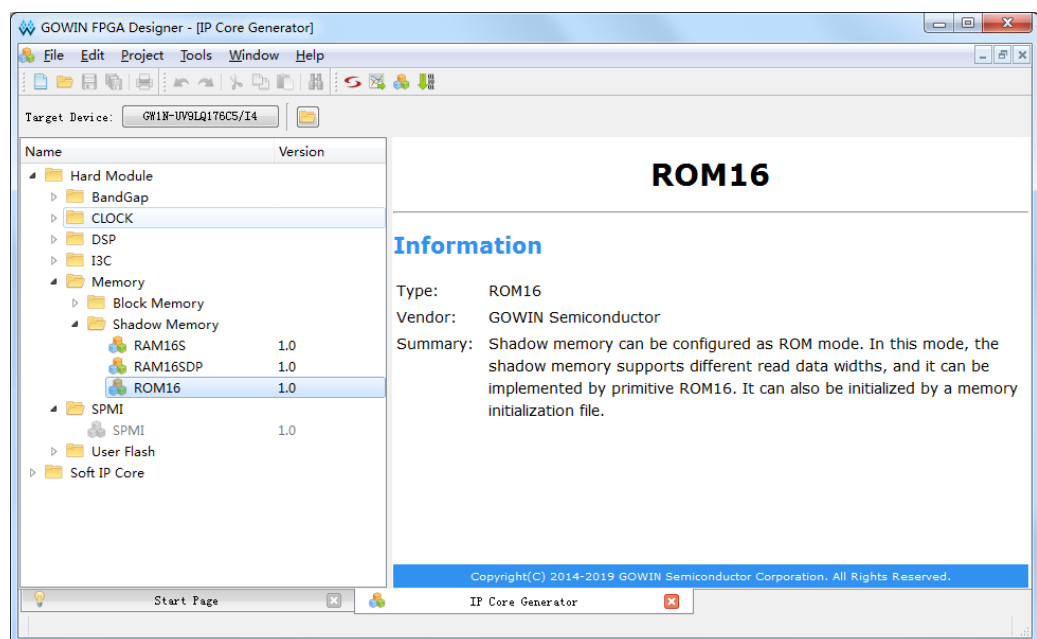 GOWIN FPGA Designer - [IP Core Generator]
File Edit Project Tools Window Help
Target Device: GW1N-UV9LQ176C5/I4
Name Version
Hard Module
BandGap
CLOCK
DSP
I3C
Memory
Block Memory
Shadow Memory
RAM16S 1.0
RAM16SDP 1.0
ROM16 1.0
SPMI
SPMI 1.0
User Flash
Soft IP Core
ROM16
Information
Type: ROM16
Vendor: GOWIN Semiconductor
Summary: Shadow memory can be configured as ROM mode. In this mode, the
shadow memory supports different read data widths, and it can be
implemented by primitive ROM16. It can also be initialized by a memory
initialization file.
Copyright(C) 2014-2019 GOWIN Semiconductor Corporation. All Rights Reserved.
Start Page
IP Core Generator